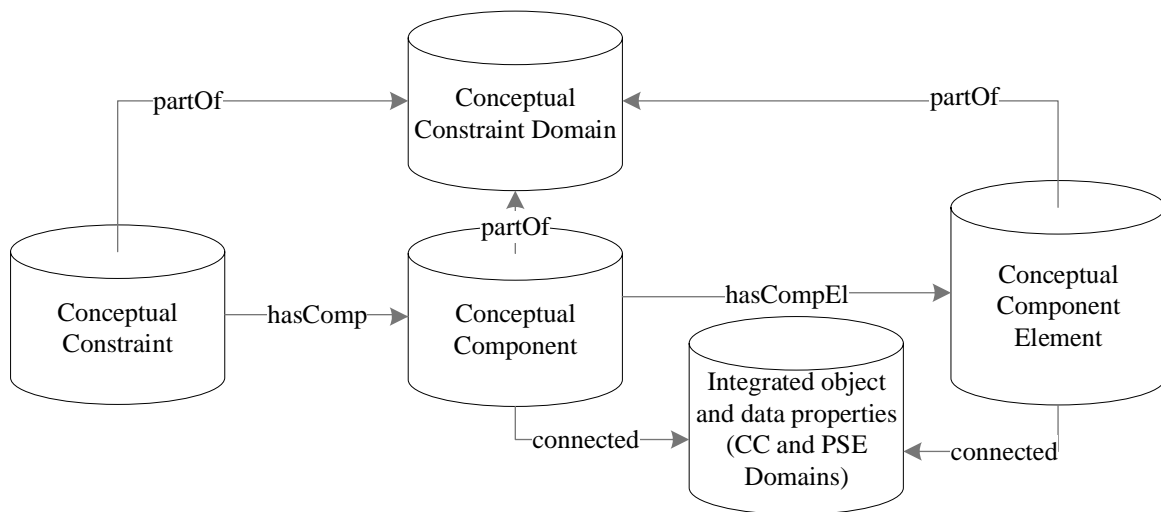 Conceptual
Constraint Domain
partOf
partOf
partOf
Conceptual
Constraint
hasComp
Conceptual
Component
hasCompEl
Conceptual
Component
Element
Integrated object
and data properties
(CC and PSE
Domains)
connected
connected